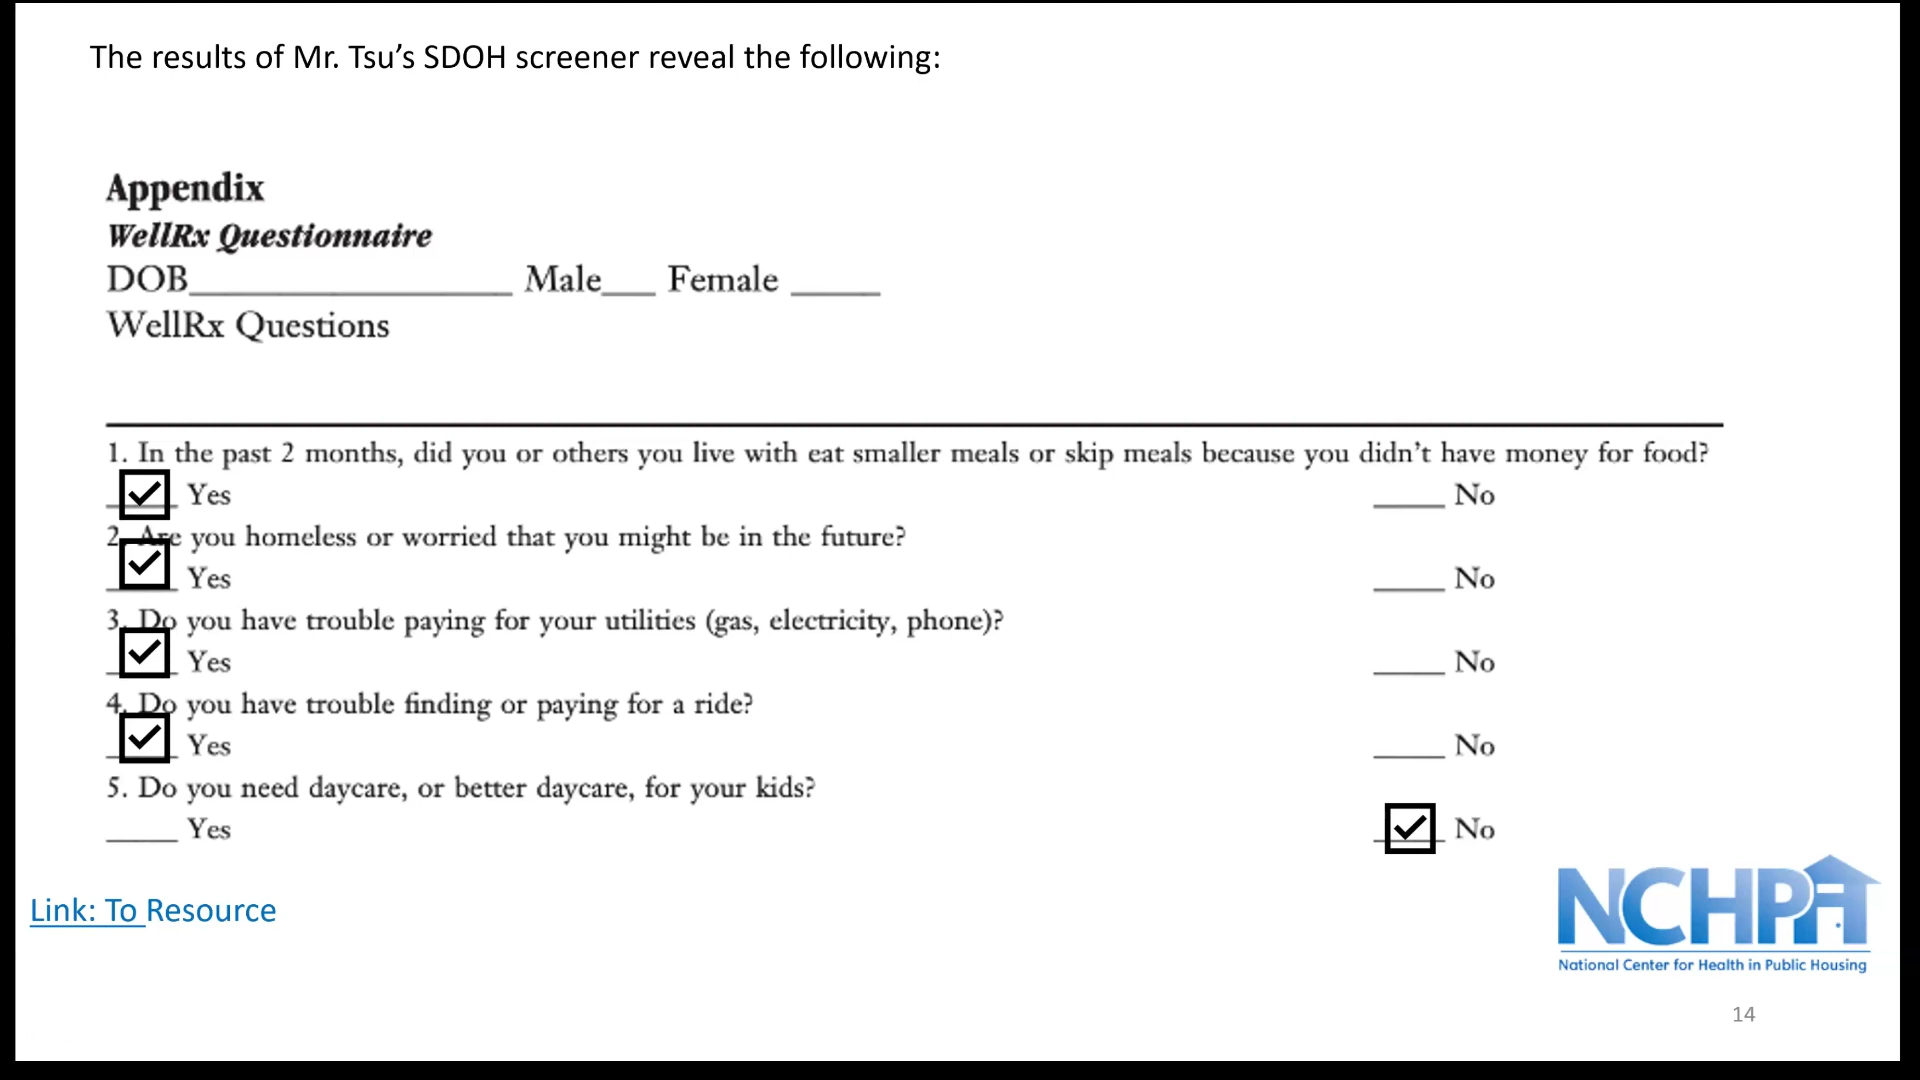 The results of Mr. Tsu’s SDOH screener reveal the following:
Appendix
WellRx Questionnaire
DOB____________________ Male___ Female _____
WellRx Questions
1. In the past 2 months, did you or others you live with eat smaller meals or skip meals because you didn’t have money for food?
Yes _____ No
2. Are you homeless or worried that you might be in the future?
Yes _____ No
3. Do you have trouble paying for your utilities (gas, electricity, phone)?
Yes _____ No
4. Do you have trouble finding or paying for a ride?
Yes _____ No
5. Do you need daycare, or better daycare, for your kids?
_____ Yes No
Link: To Resource
NCHPH
National Center for Health in Public Housing
14